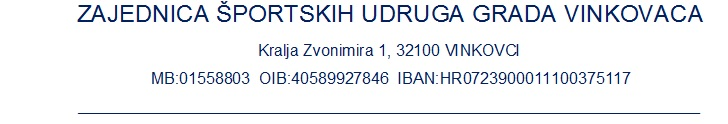 ZAJEDNICA ŠPORTSKIH UDRUGA GRADA VINKOVACA
Kralja Zvonimira 1, 32100 VINKOVCI
MB:01558803 OIB:40589927846 IBAN:HR0723900011100375117